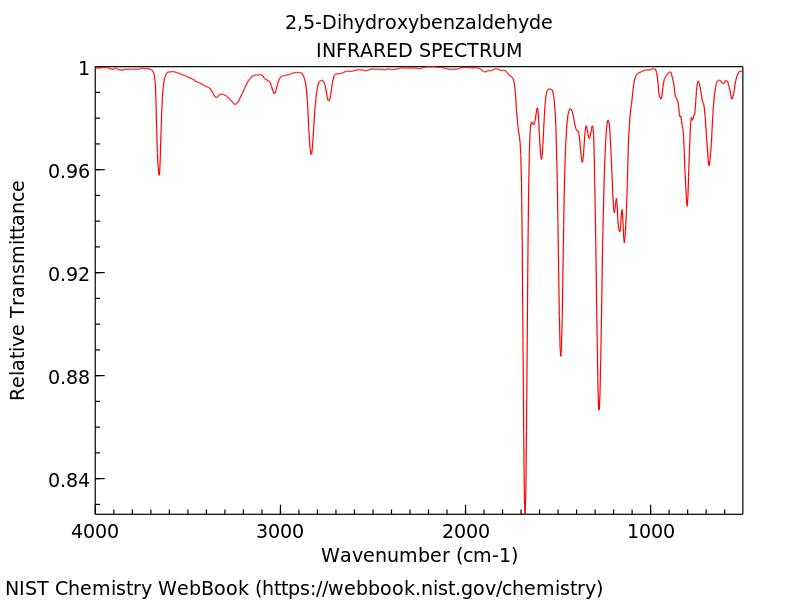 2,5-Dihydroxybenzaldehyde
INFRARED SPECTRUM
1
0.96
0.92
0.88
0.84
Relative Transmittance
4000
3000
2000
1000
Wavenumber (cm-1)
NIST Chemistry WebBook (https://webbook.nist.gov/chemistry)